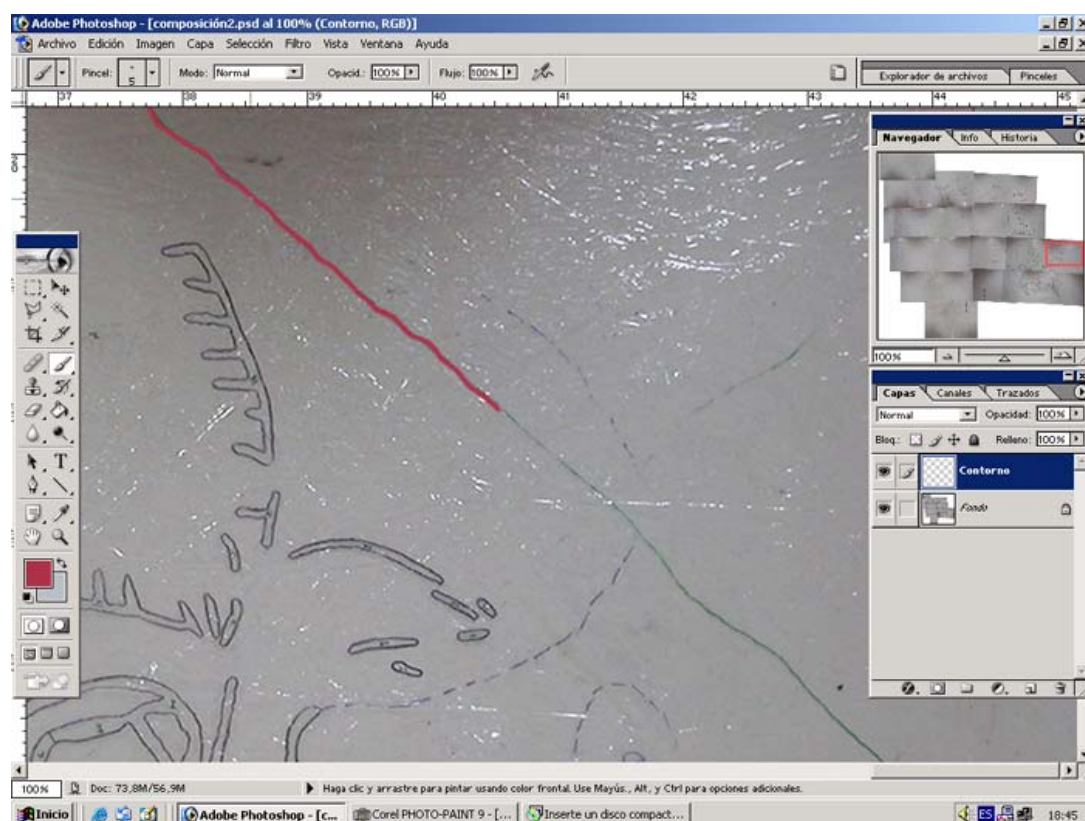 Adobe Photoshop - [composición2.psd al 100% (Contorno, RGB)]
Archivo Edición Imagen Capa Selección Filtro Vista Ventana Ayuda
Pincel: 5 Modo: Normal Opacid.: 100% Flujo: 100% Explorador de archivos Pinceles
37 38 39 40 41 42 43 44 45
Navegador Info Historia
100%
Capas Canales Trazados
Normal Opacidad: 100%
Bloq.: Relleno: 100%
Contorno
Fondo
100% Doc: 73,8M/56,9M Haga clic y arrastre para pintar usando color frontal. Use Mayús., Alt, y Ctrl para opciones adicionales.
Inicio Adobe Photoshop - [c... Corel PHOTO-PAINT 9 - [... Inserte un disco compact... ES 18:45